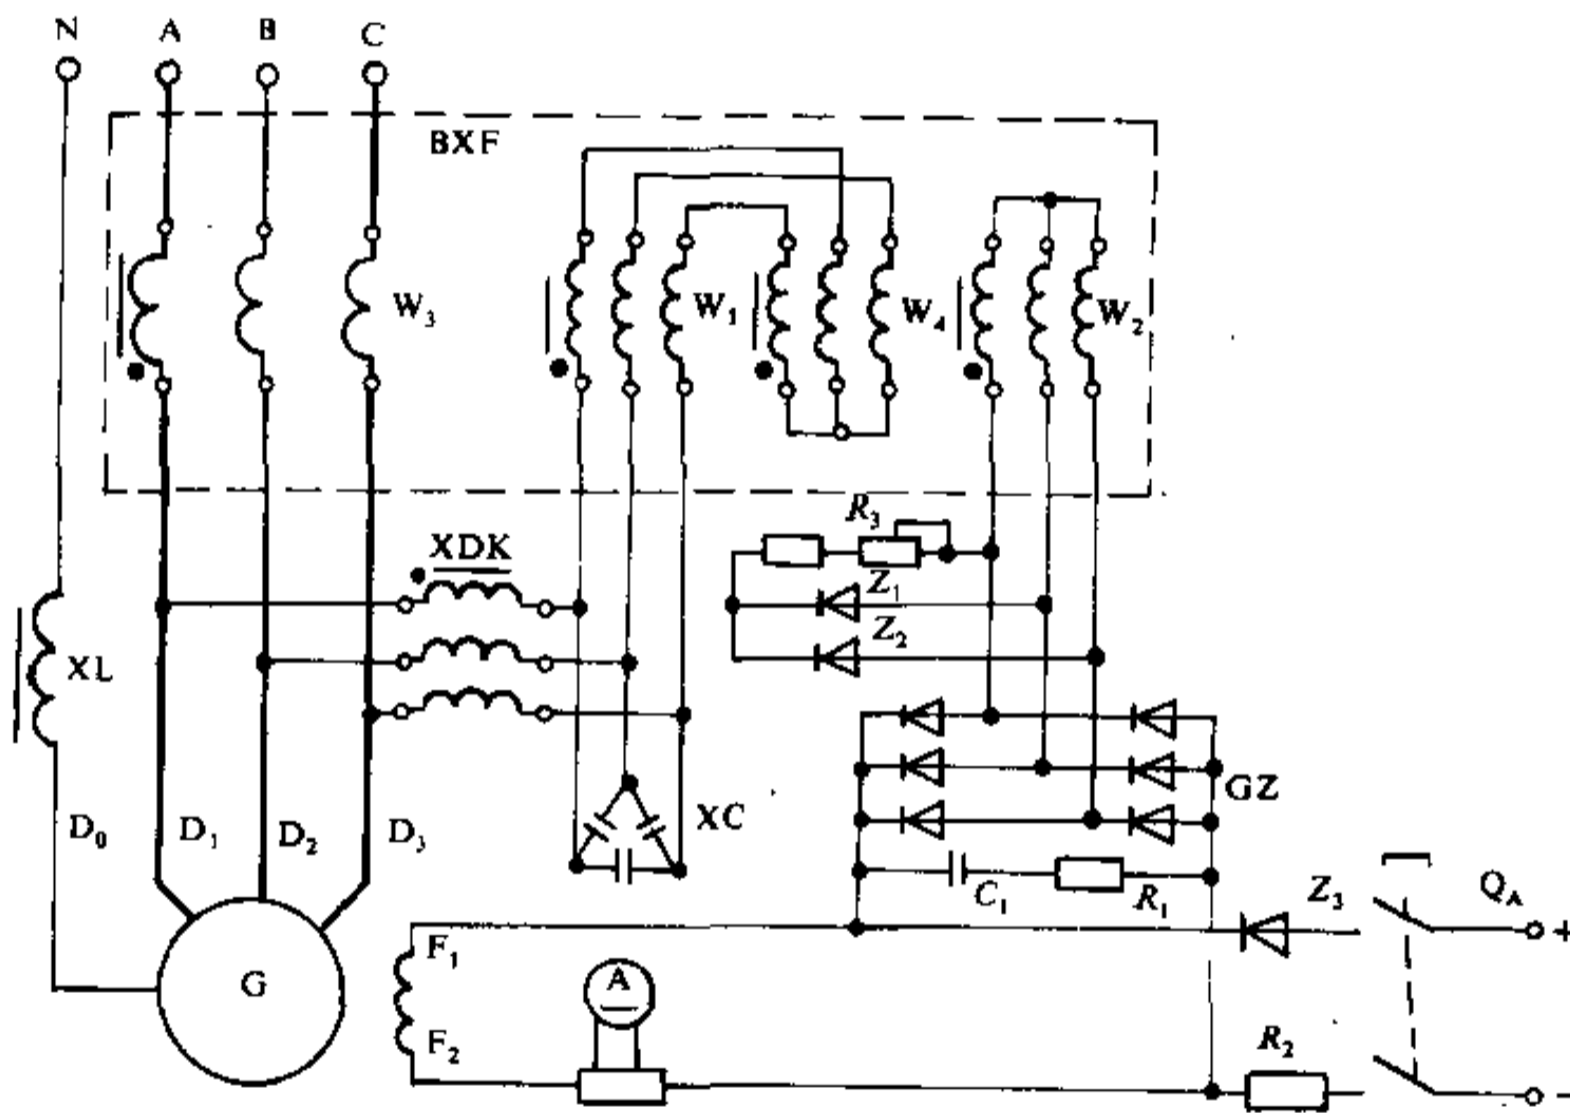 N A B C
BXF
W₃ W₁ W₄ W₂
R₃
XDK
Z₁
Z₂
XL
GZ
XC
D₀ D₁ D₂ D₃
C₁ R₁ Z₃ Q_A
+
F₁
G A
F₂
R₂
−